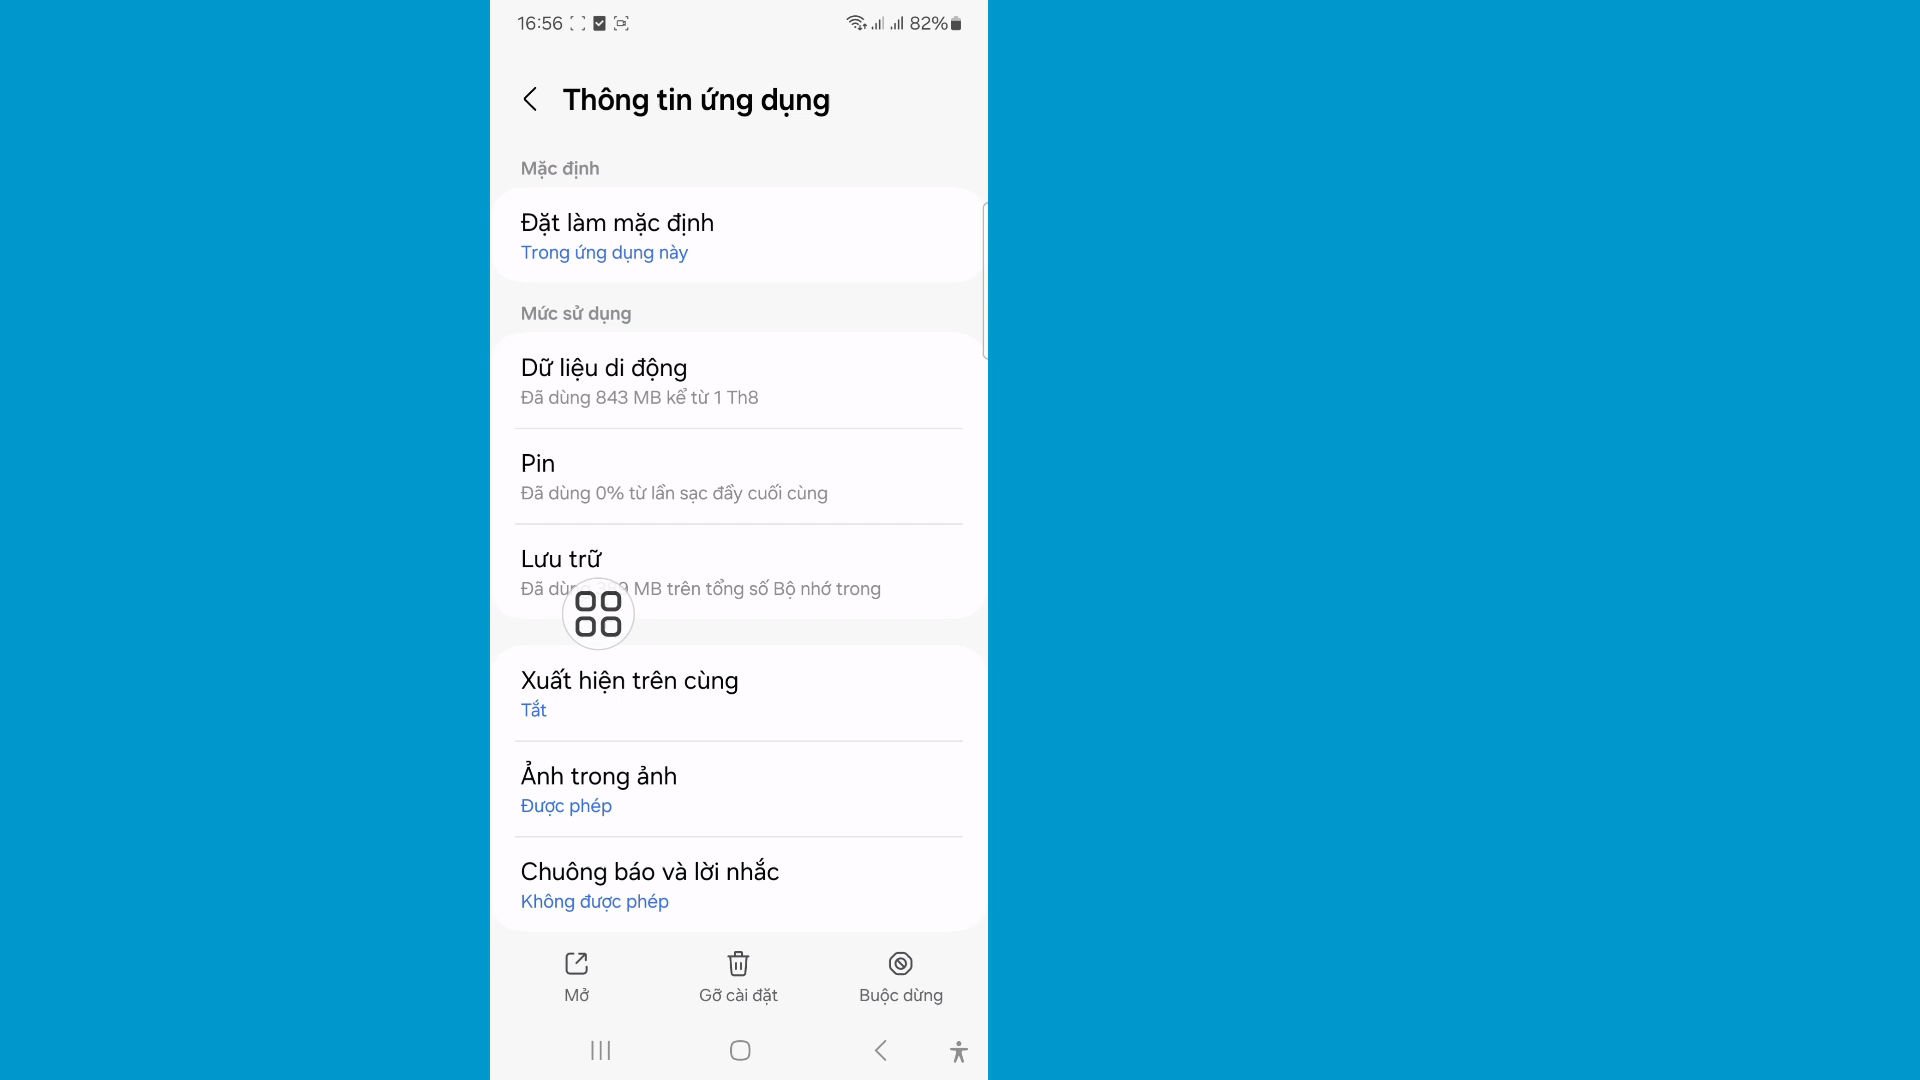 16:56 82%
Thông tin ứng dụng
Mặc định
Đặt làm mặc định
Trong ứng dụng này
Mức sử dụng
Dữ liệu di động
Đã dùng 843 MB kể từ 1 Th8
Pin
Đã dùng 0% từ lần sạc đầy cuối cùng
Lưu trữ
Đã MB trên tổng số Bộ nhớ trong
Xuất hiện trên cùng
Tắt
Ảnh trong ảnh
Được phép
Chuông báo và lời nhắc
Không được phép
Mở Gỡ cài đặt Buộc dừng